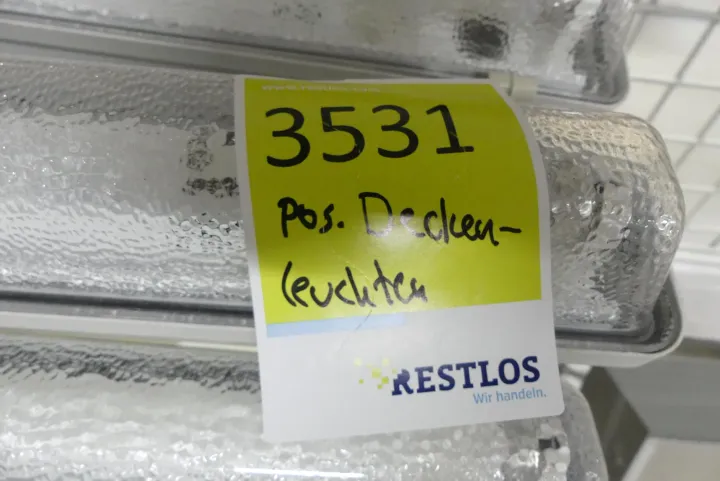 3531
Pos. Decken-
leuchten
RESTLOS
Wir handeln.